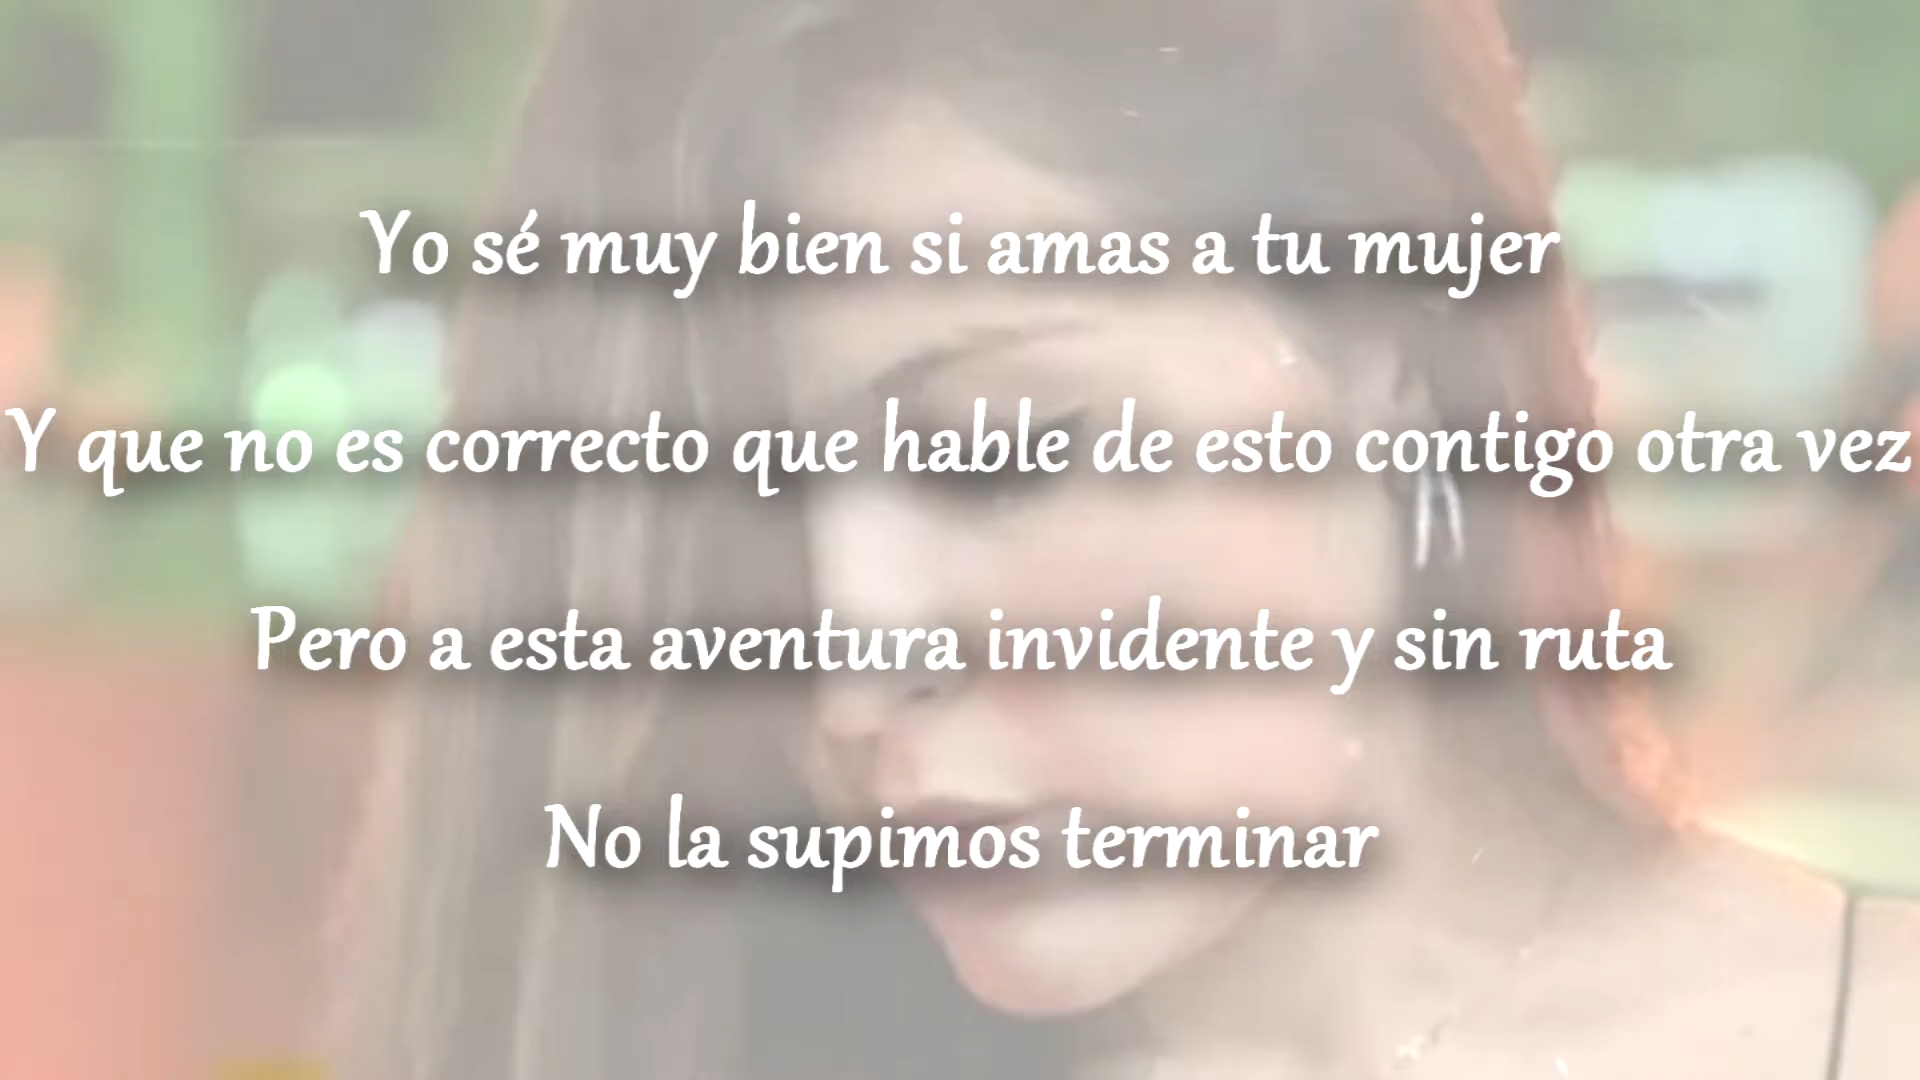 Yo sé muy bien si amas a tu mujer
Y que no es correcto que hable de esto contigo otra vez
Pero a esta aventura invidente y sin ruta
No la supimos terminar